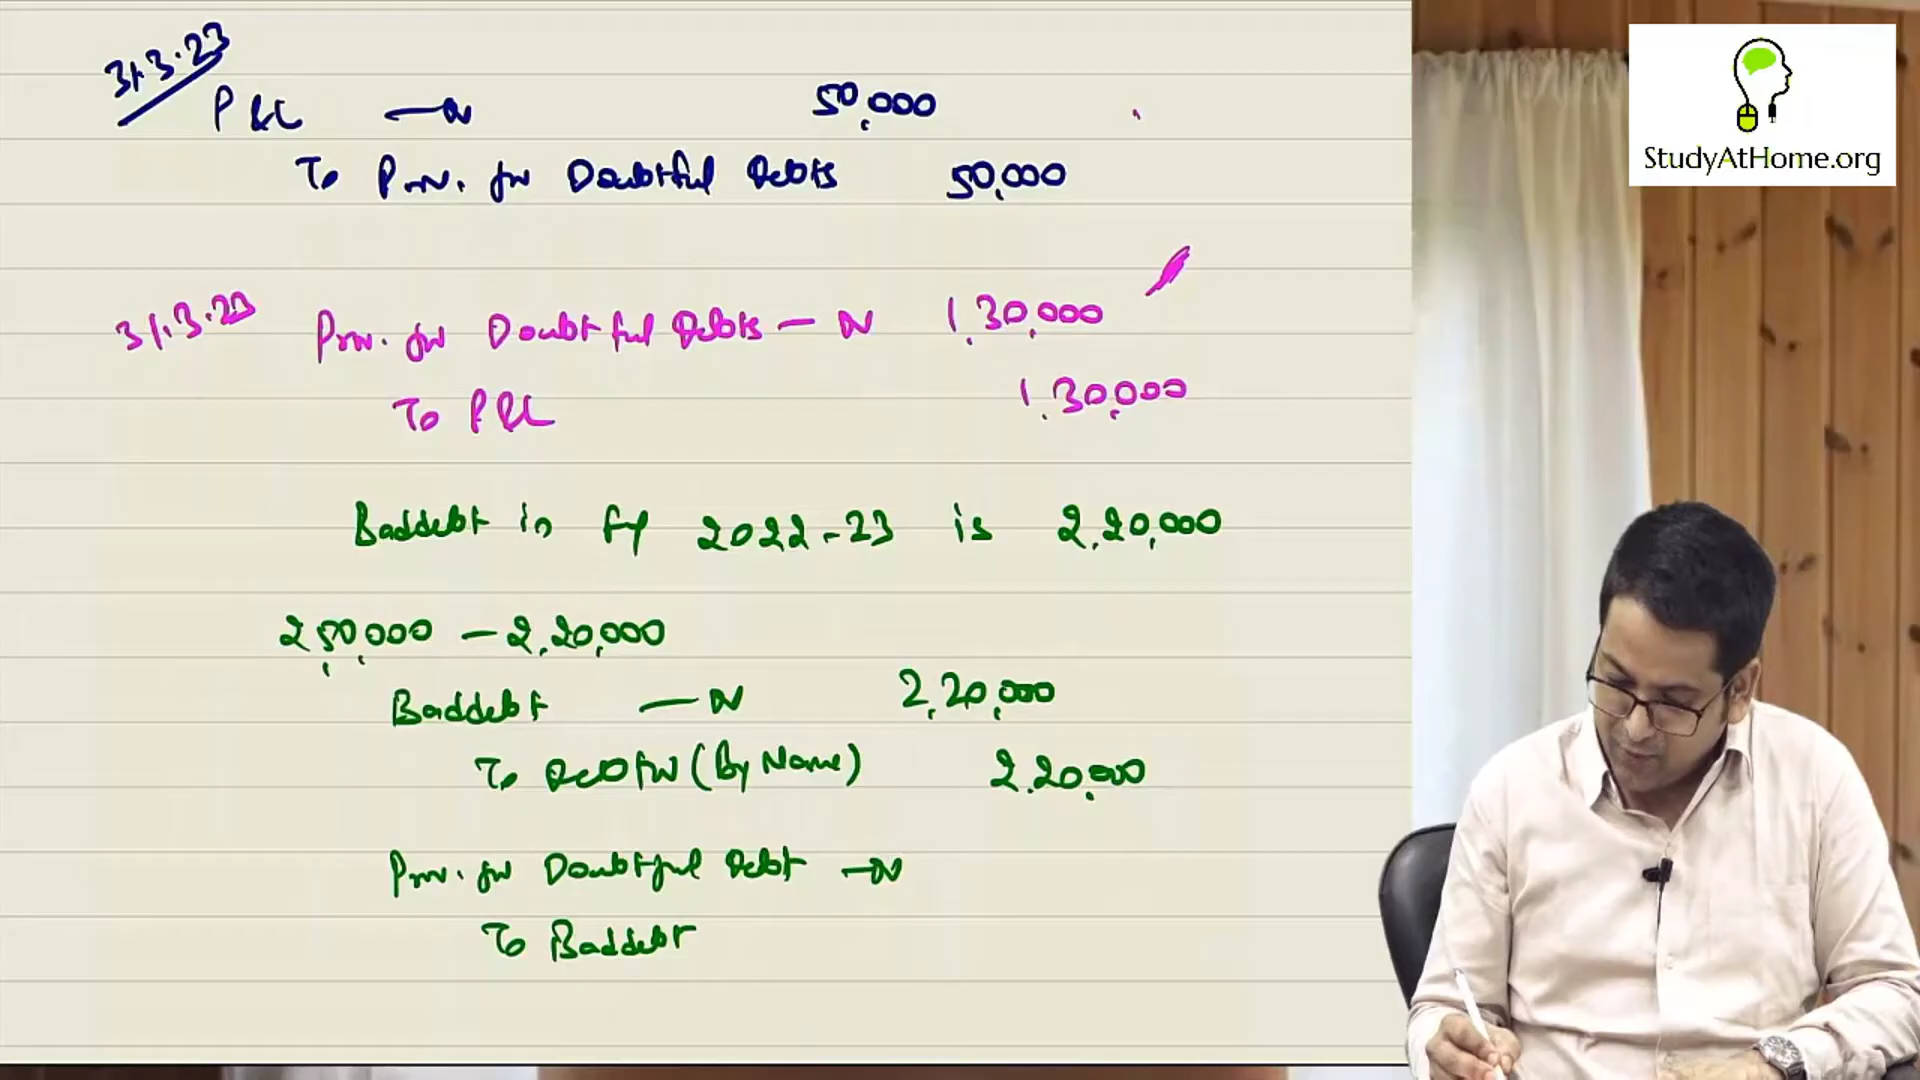 31.3.23
P&L — Dr 50,000
To Prov. for Doubtful Debts 50,000
31.3.23 Prov. for Doubtful Debts — Dr 1,30,000
To P&L 1,30,000
Baddebt in fy 2022-23 is 2,20,000
2,50,000 — 2,20,000
Baddebt — Dr 2,20,000
To Debtor (By Name) 2,20,000
Prov. for Doubtful Debt — Dr
To Baddebt
StudyAtHome.org